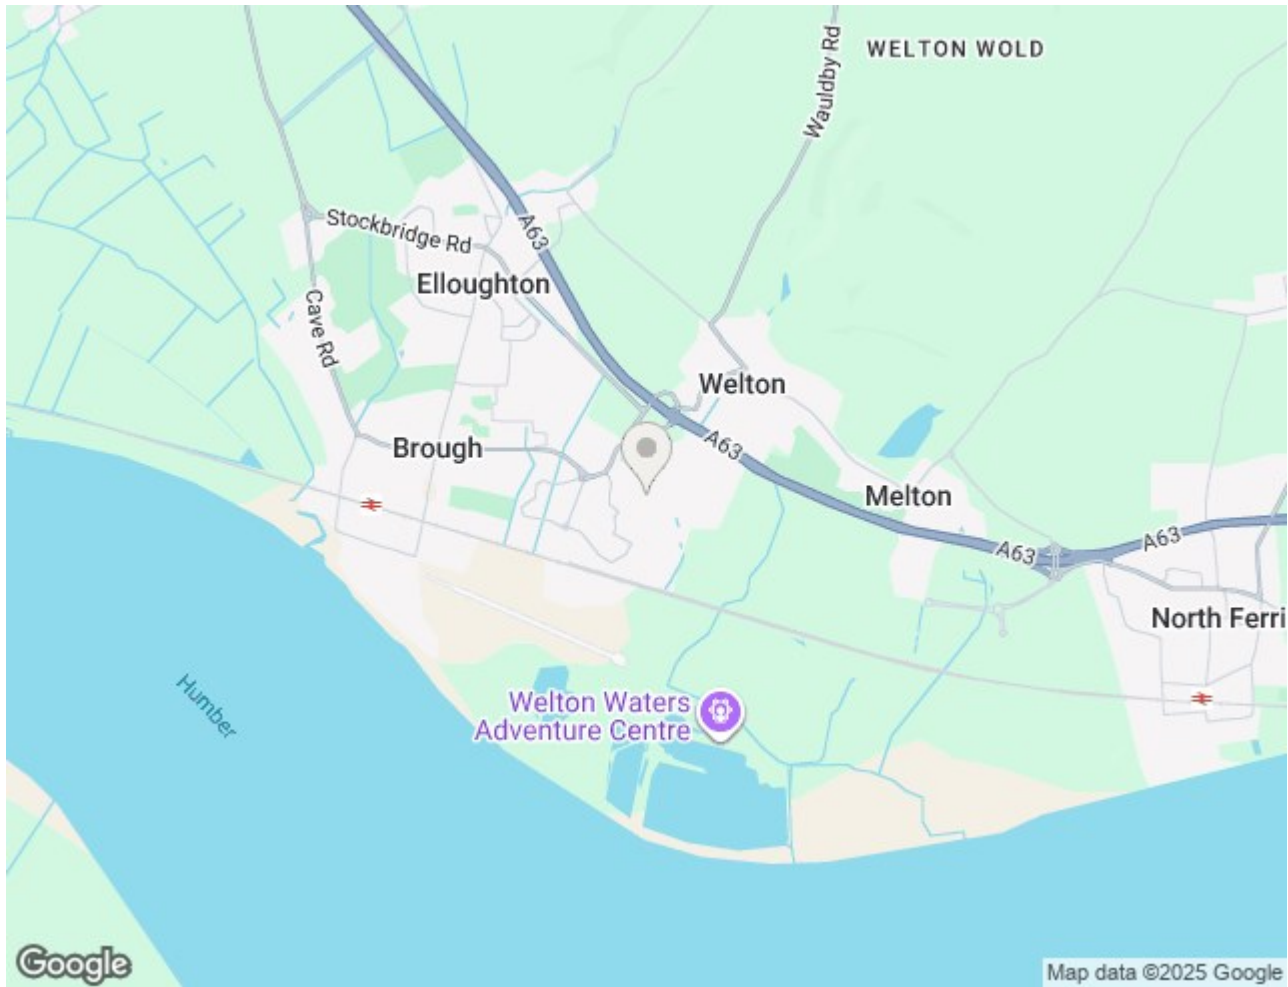 WELTON WOLD
Wauldby Rd
Stockbridge Rd
A63
Elloughton
Cave Rd
Welton
Brough
A63
Melton
A63
A63
North Ferri
Humber
Welton Waters
Adventure Centre
Google
Map data ©2025 Google